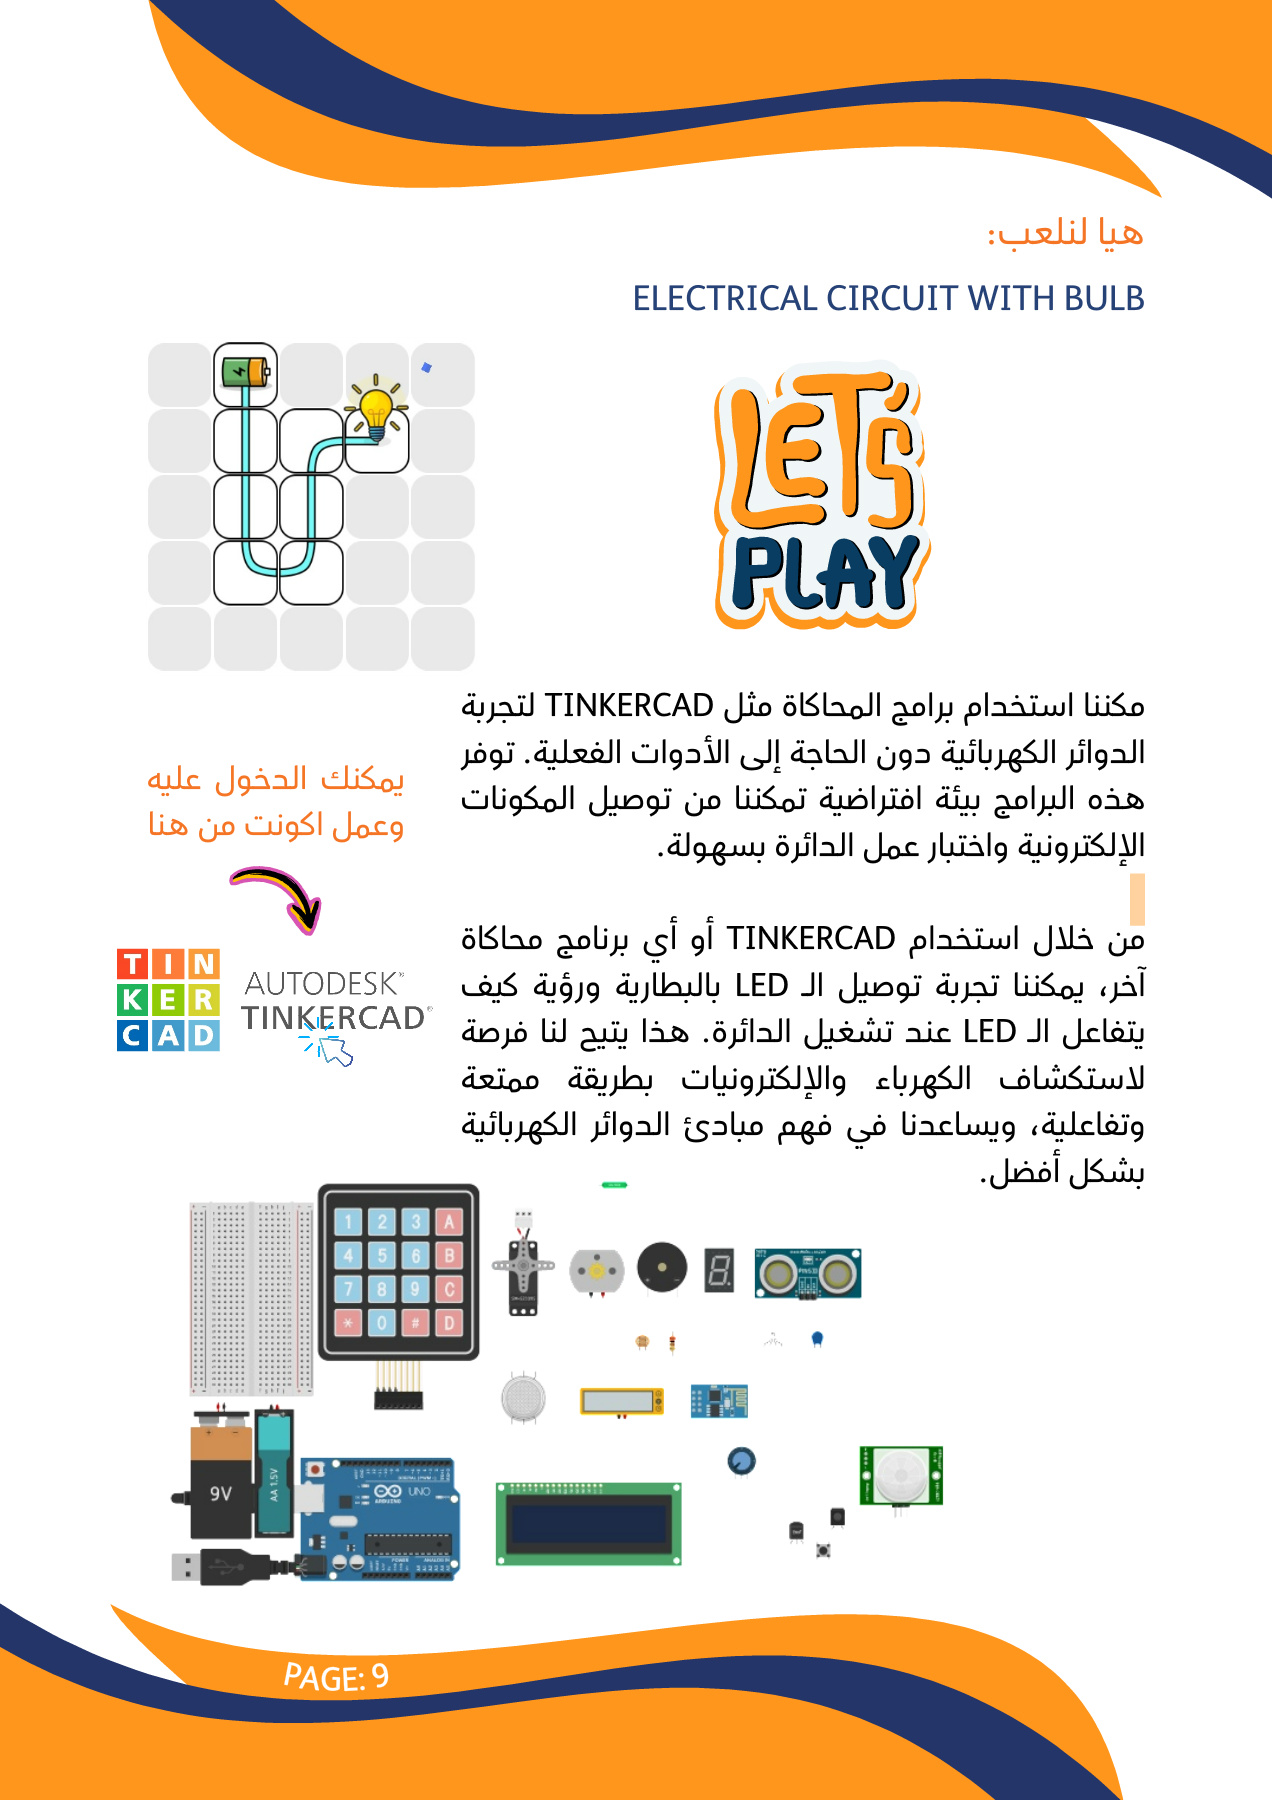 هيا لنلعب:
ELECTRICAL CIRCUIT WITH BULB
LET'S
PLAY
مكننا استخدام برامج المحاكاة مثل TINKERCAD لتجربة
الدوائر الكهربائية دون الحاجة إلى الأدوات الفعلية. توفر
هذه البرامج بيئة افتراضية تمكننا من توصيل المكونات
الإلكترونية واختبار عمل الدائرة بسهولة.
من خلال استخدام TINKERCAD أو أي برنامج محاكاة
آخر، يمكننا تجربة توصيل الـ LED بالبطارية ورؤية كيف
يتفاعل الـ LED عند تشغيل الدائرة. هذا يتيح لنا فرصة
لاستكشاف الكهرباء والإلكترونيات بطريقة ممتعة
وتفاعلية، ويساعدنا في فهم مبادئ الدوائر الكهربائية
بشكل أفضل.
يمكنك الدخول عليه
وعمل اكونت من هنا
TIN
KER
CAD
AUTODESK®
TINKERCAD®
1 2 3 A
4 5 6 B
7 8 9 C
* 0 # D
8.
9V
AA 1.5V
UNO
ARDUINO
PAGE: 9